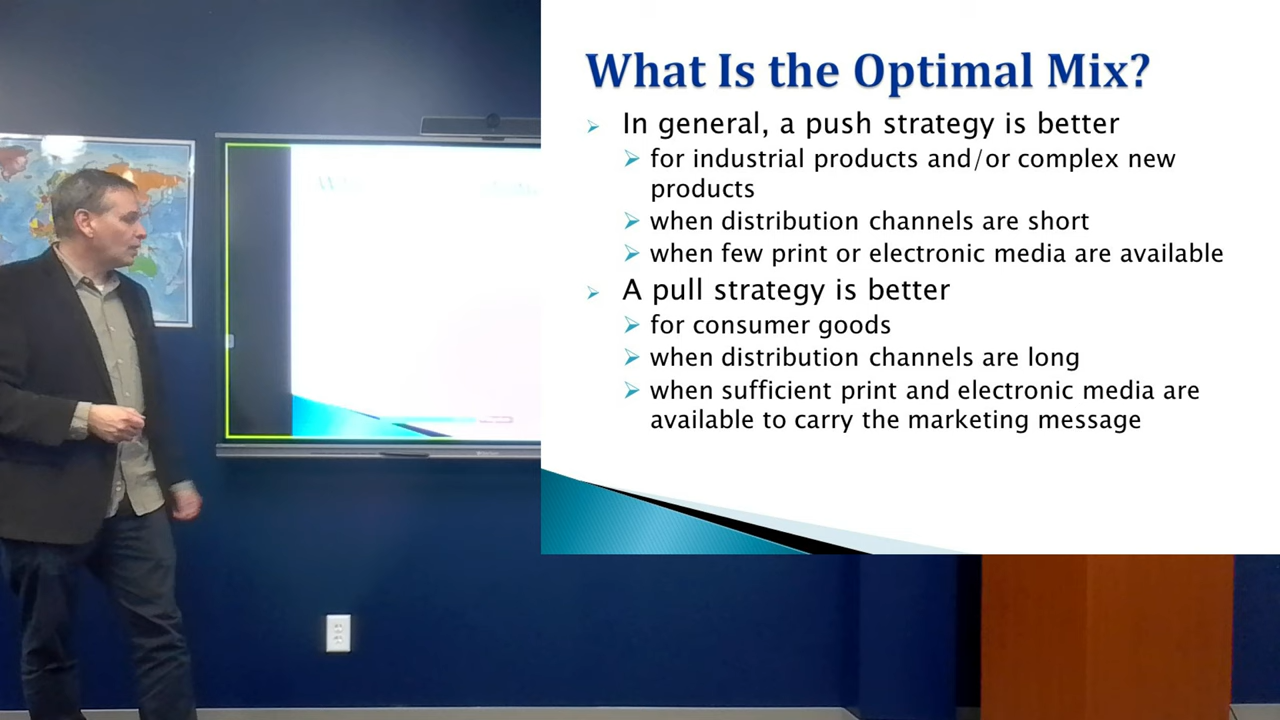 What Is the Optimal Mix?
In general, a push strategy is better
for industrial products and/or complex new
products
when distribution channels are short
when few print or electronic media are available
A pull strategy is better
for consumer goods
when distribution channels are long
when sufficient print and electronic media are
available to carry the marketing message